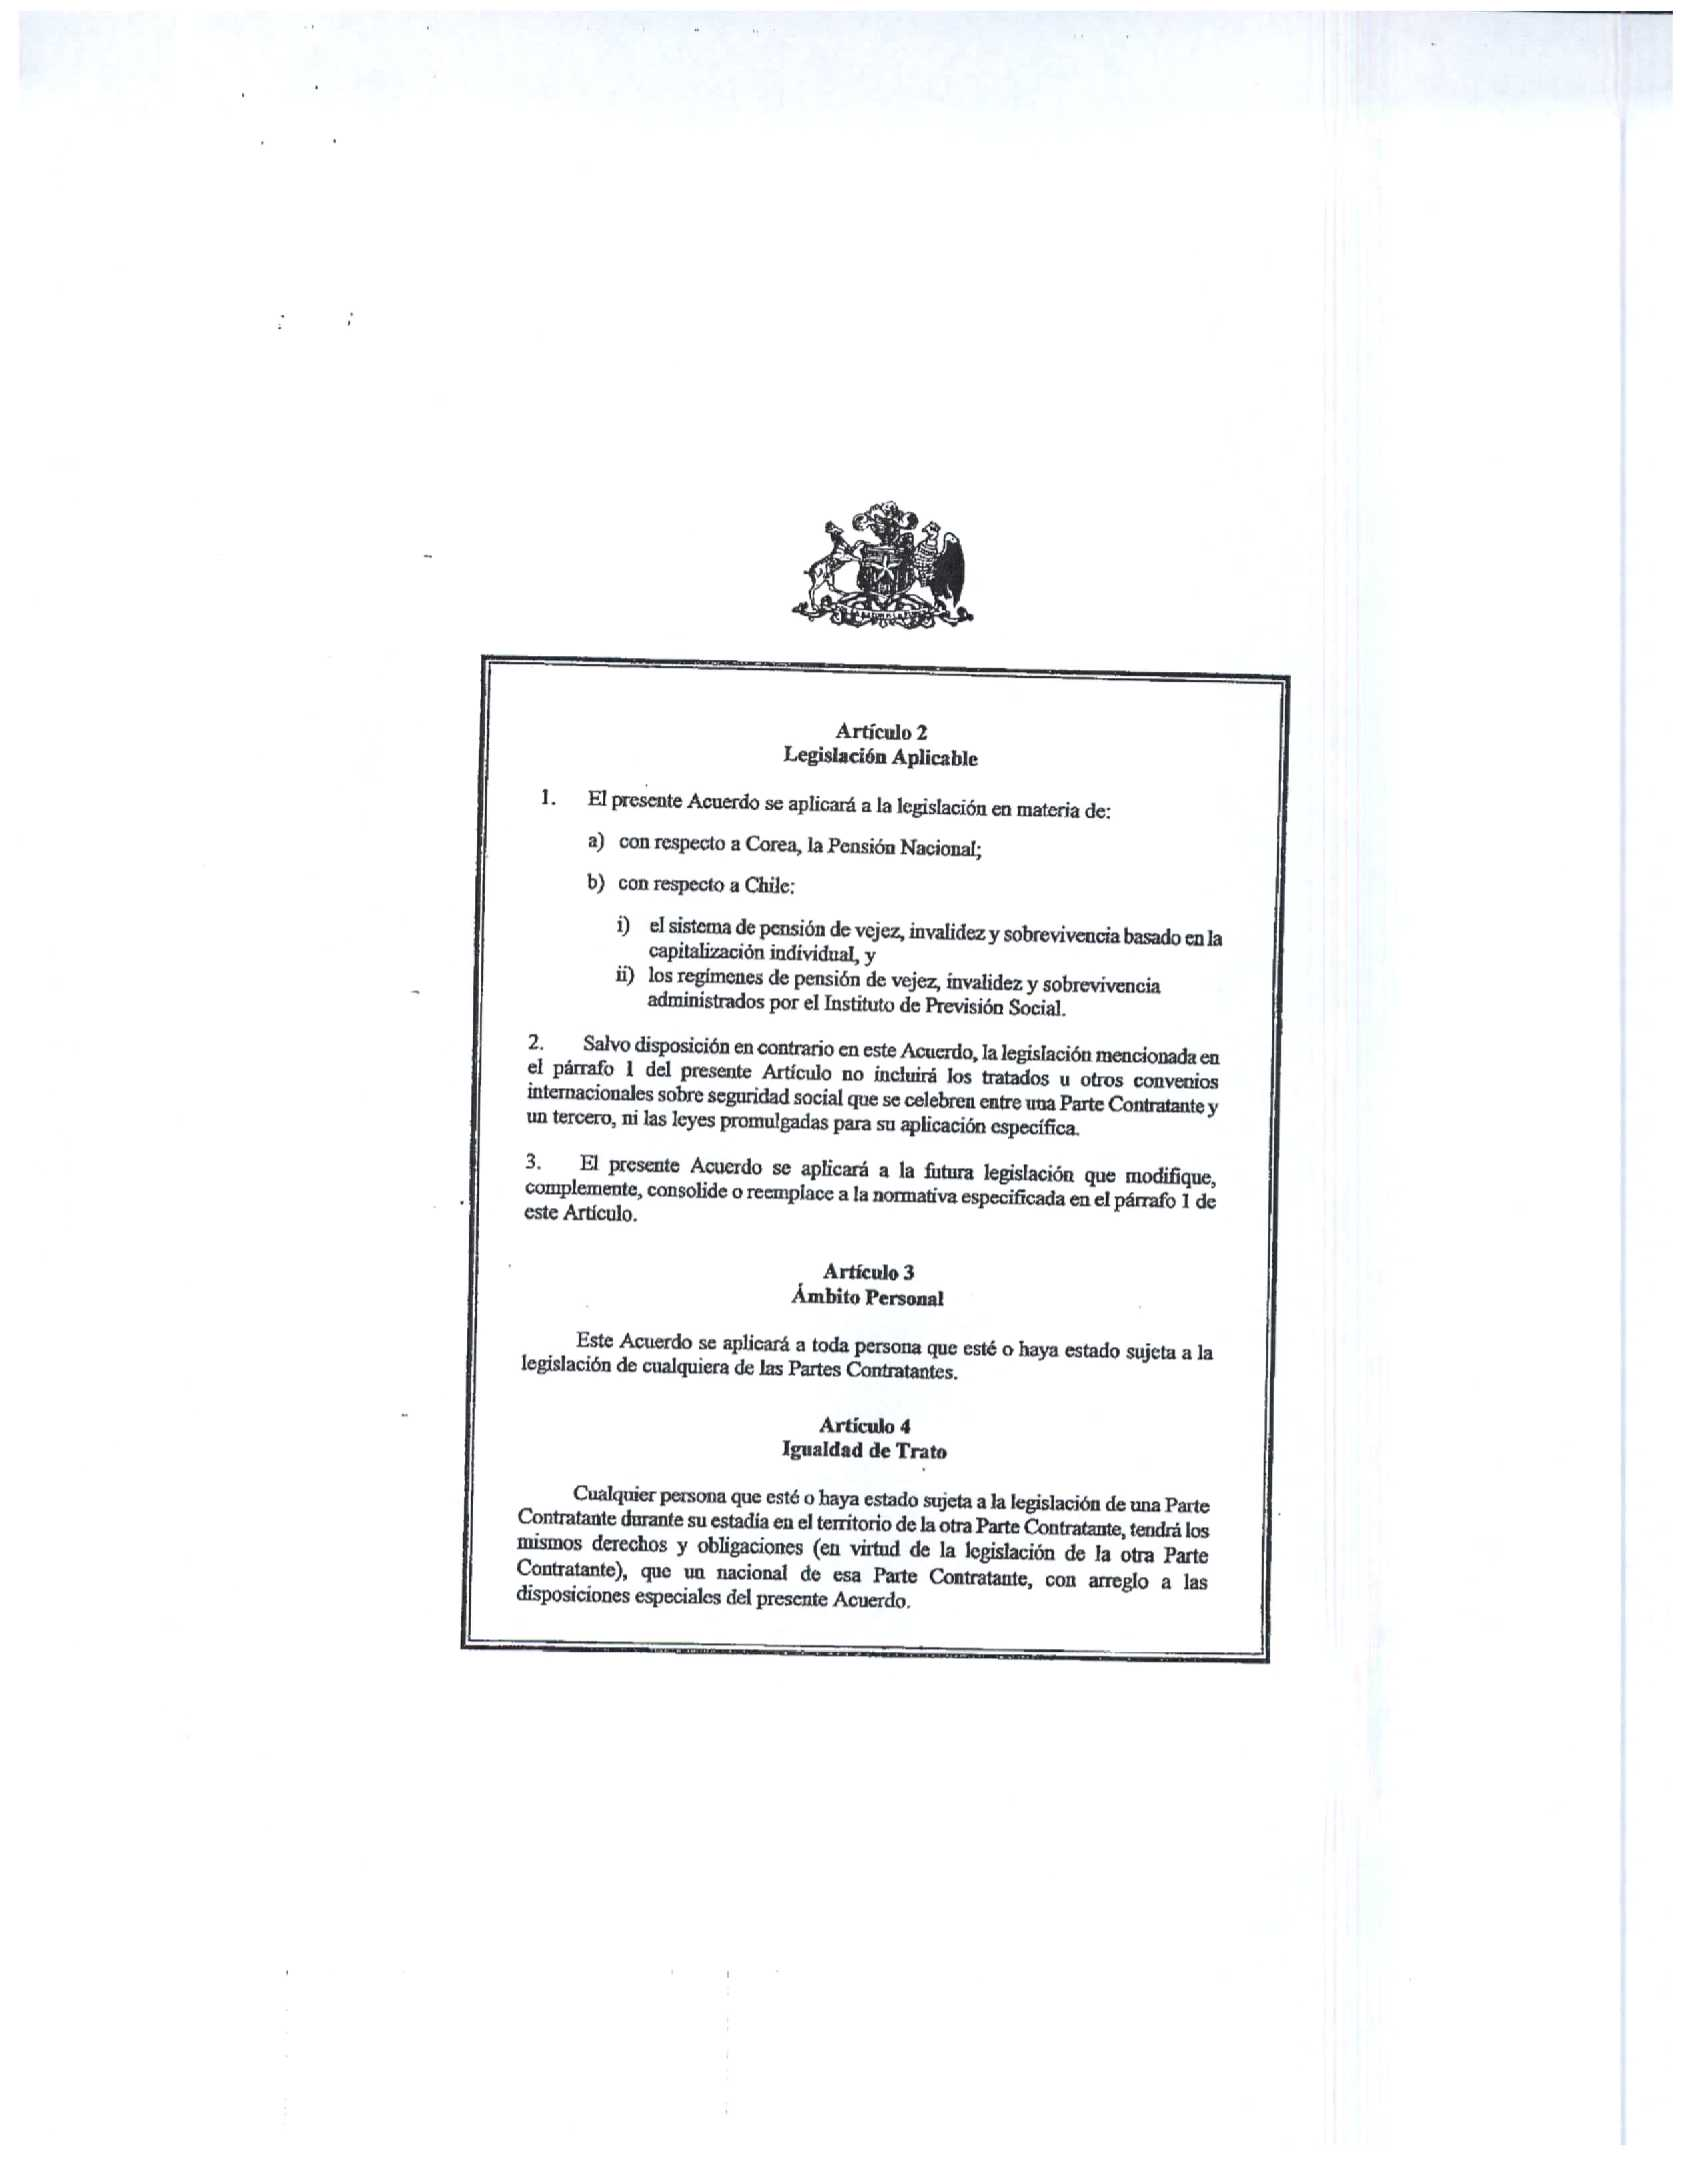 Artículo 2
Legislación Aplicable
1. El presente Acuerdo se aplicará a la legislación en materia de:
a) con respecto a Corea, la Pensión Nacional;
b) con respecto a Chile:
i) el sistema de pensión de vejez, invalidez y sobrevivencia basado en la
capitalización individual, y
ii) los regímenes de pensión de vejez, invalidez y sobrevivencia
administrados por el Instituto de Previsión Social.
2. Salvo disposición en contrario en este Acuerdo, la legislación mencionada en
el párrafo 1 del presente Artículo no incluirá los tratados u otros convenios
internacionales sobre seguridad social que se celebren entre una Parte Contratante y
un tercero, ni las leyes promulgadas para su aplicación específica.
3. El presente Acuerdo se aplicará a la futura legislación que modifique,
complemente, consolide o reemplace a la normativa especificada en el párrafo 1 de
este Artículo.
Artículo 3
Ámbito Personal
Este Acuerdo se aplicará a toda persona que esté o haya estado sujeta a la
legislación de cualquiera de las Partes Contratantes.
Artículo 4
Igualdad de Trato
Cualquier persona que esté o haya estado sujeta a la legislación de una Parte
Contratante durante su estadía en el territorio de la otra Parte Contratante, tendrá los
mismos derechos y obligaciones (en virtud de la legislación de la otra Parte
Contratante), que un nacional de esa Parte Contratante, con arreglo a las
disposiciones especiales del presente Acuerdo.